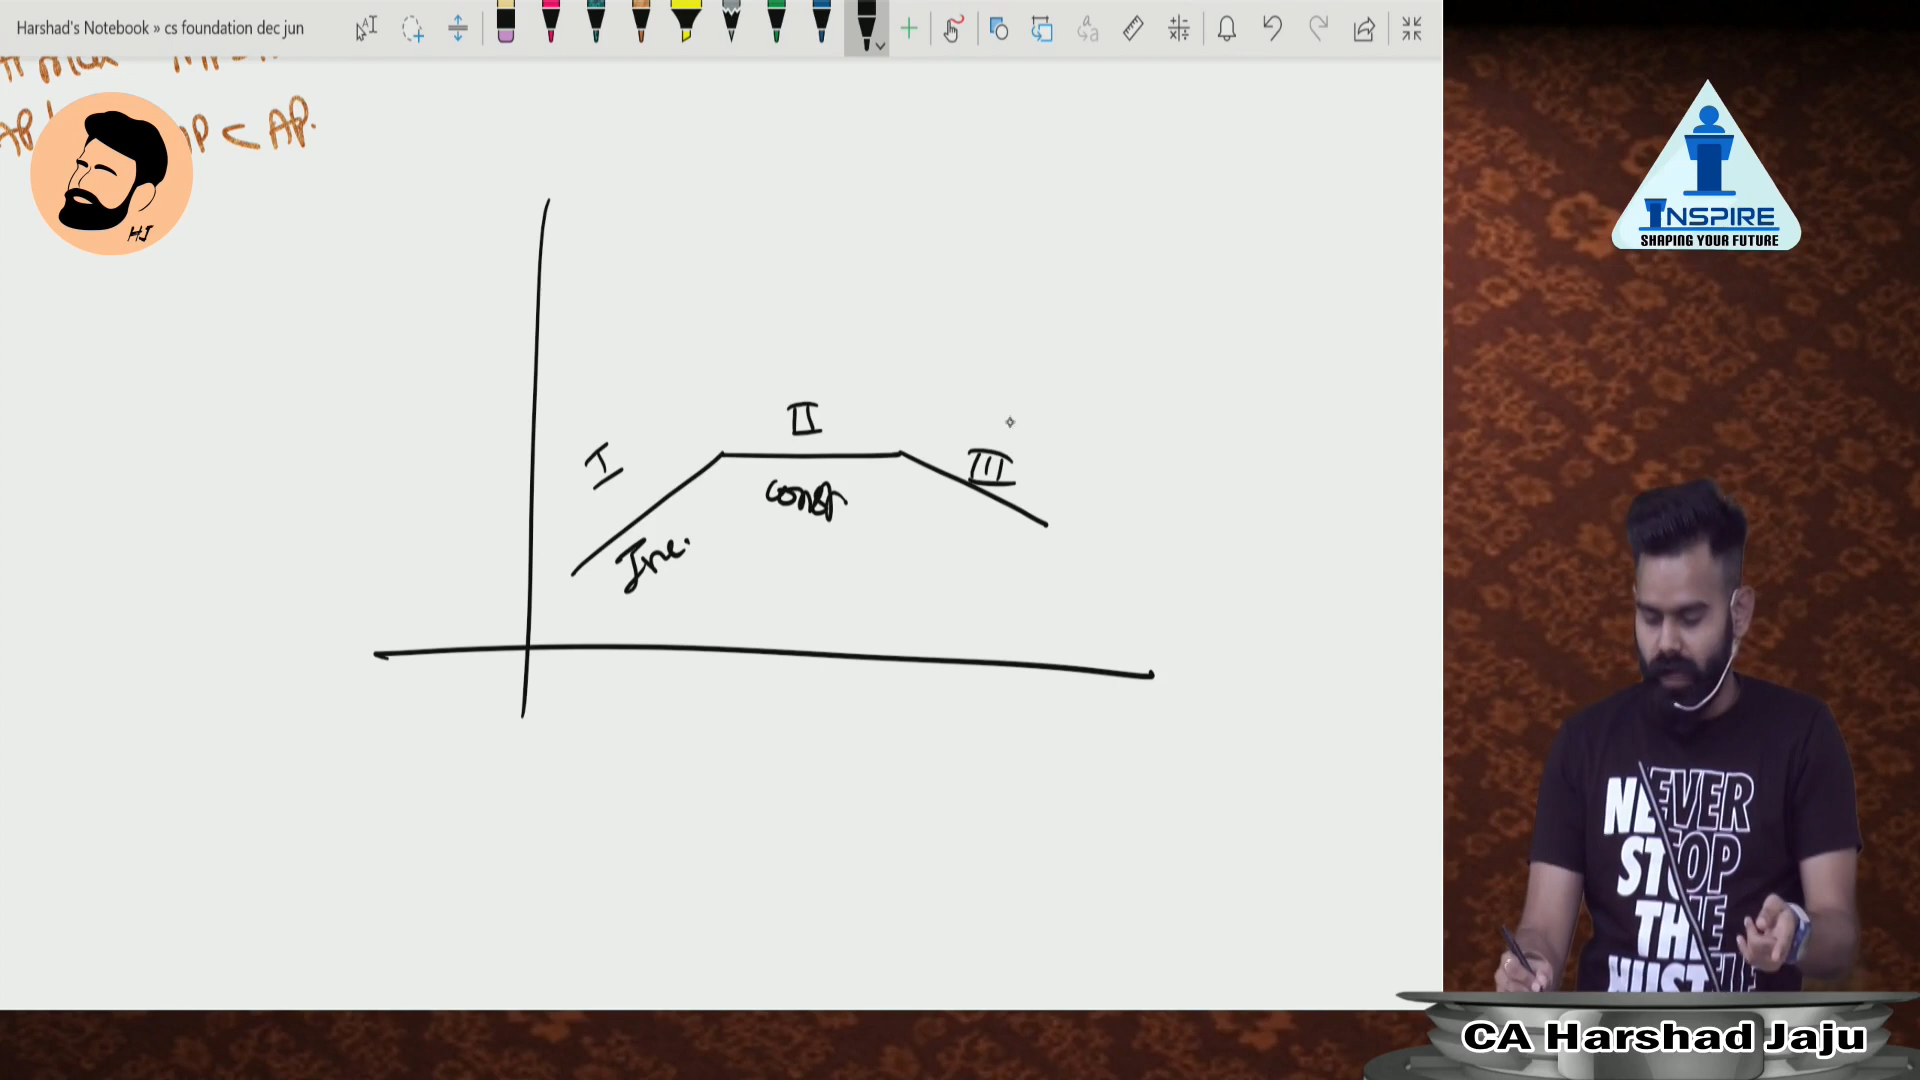 Harshad's Notebook » cs foundation dec jun
P < AP.
HJ
I
II
III
Inc.
const
INSPIRE
SHAPING YOUR FUTURE
NEVER
STOP
THE
HUSTLE
CA Harshad Jaju